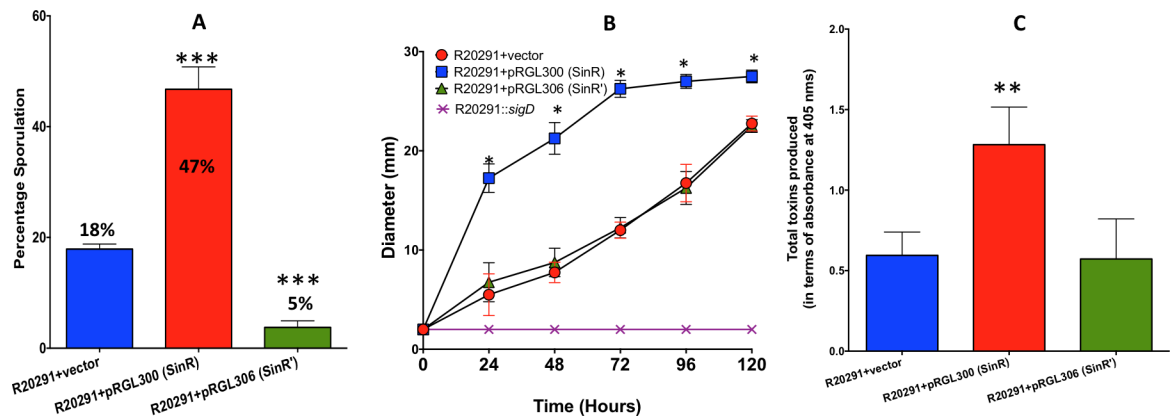 A
Percentage Sporulation
60
40
20
0
18%
***
47%
***
5%
R20291+vector
R20291+pRGL300 (SinR)
R20291+pRGL306 (SinR')
B
Diameter (mm)
30
20
10
0
R20291+vector
R20291+pRGL300 (SinR)
R20291+pRGL306 (SinR')
R20291::sigD
* * * * *
0 24 48 72 96 120
Time (Hours)
C
Total toxins produced
(in terms of absorbance at 405 nms)
2.0
1.5
1.0
0.5
0.0
**
R20291+vector
R20291+pRGL300 (SinR)
R20291+pRGL306 (SinR')